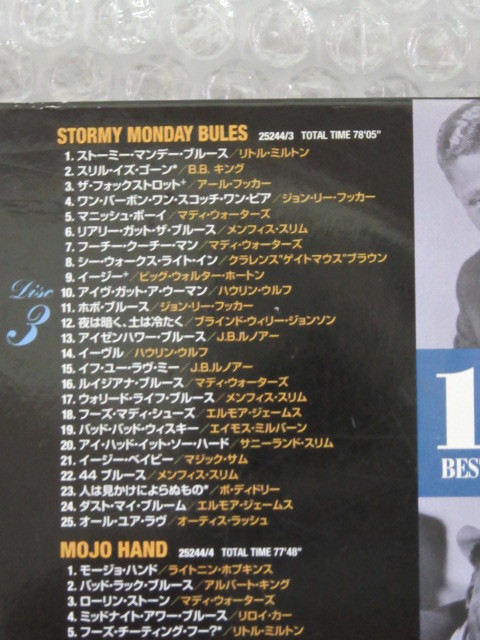 STORMY MONDAY BULES 25244/3 TOTAL TIME 78'05"
1. ストーミー・マンデー・ブルース／リトル・ミルトン
2. スリル・イズ・ゴーン*／B.B. キング
3. ザ・フォックストロット+／アール・フッカー
4. ワン・バーボン・ワン・スコッチ・ワン・ビア／ジョン・リー・フッカー
5. マニッシュ・ボーイ／マディ・ウォーターズ
6. リアリー・ガット・ザ・ブルース／メンフィス・スリム
7. フーチー・クーチー・マン／マディ・ウォーターズ
8. シー・ウォークス・ライト・イン／クラレンス"ゲイトマウス"ブラウン
9. イージー+／ビッグ・ウォルター・ホートン
10. アイヴ・ガット・ア・ウーマン／ハウリン・ウルフ
11. ホボ・ブルース／ジョン・リー・フッカー
12. 夜は暗く、土は冷たく／ブラインド・ウィリー・ジョンソン
13. アイゼンハワー・ブルース／J.B.ルノアー
14. イーヴル／ハウリン・ウルフ
15. イフ・ユー・ラヴ・ミー／J.B.ルノアー
16. ルイジアナ・ブルース／マディ・ウォーターズ
17. ウォリード・ライフ・ブルース／メンフィス・スリム
18. フーズ・マディ・シューズ／エルモア・ジェームス
19. バッド・バッド・ウィスキー／エイモス・ミルバーン
20. アイ・ハッド・イット・ソー・ハード／サニーランド・スリム
21. イージー・ベイビー／マジック・サム
22. 44 ブルース／メンフィス・スリム
23. 人は見かけによらぬもの*／ボ・ディドリー
24. ダスト・マイ・ブルーム／エルモア・ジェームス
25. オール・ユア・ラヴ／オーティス・ラッシュ
Disc
3
MOJO HAND 25244/4 TOTAL TIME 77'48"
1. モージョ・ハンド／ライトニン・ホプキンス
2. バッド・ラック・ブルース／アルバート・キング
3. ローリン・ストーン／マディ・ウォーターズ
4. ミッドナイト・アワー・ブルース／リロイ・カー
5. フーズ・チーティング・フー?*／リトル・ミルトン
1
BES